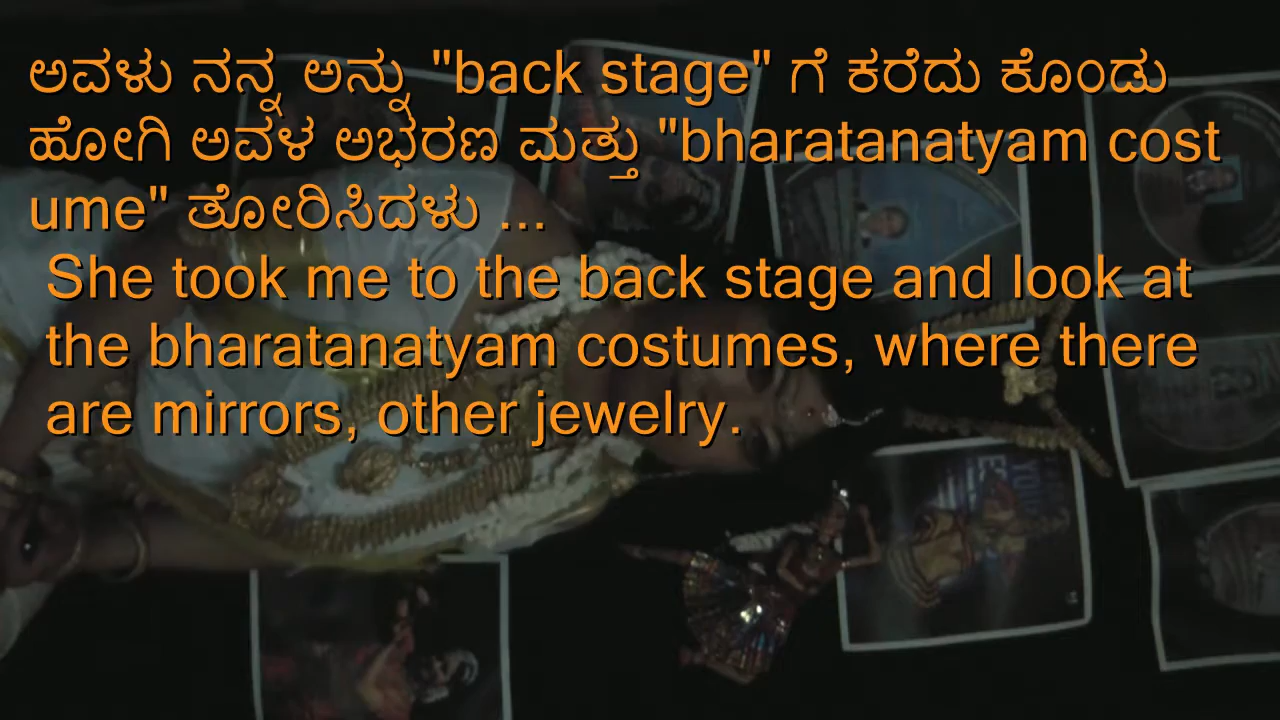 ಅವಳು ನನ್ನ ಅನ್ನು "back stage" ಗೆ ಕರೆದು ಕೊಂಡು
ಹೋಗಿ ಅವಳ ಅಭರಣ ಮತ್ತು "bharatanatyam cost
ume" ತೋರಿಸಿದಳು ...
She took me to the back stage and look at
the bharatanatyam costumes, where there
are mirrors, other jewelry.